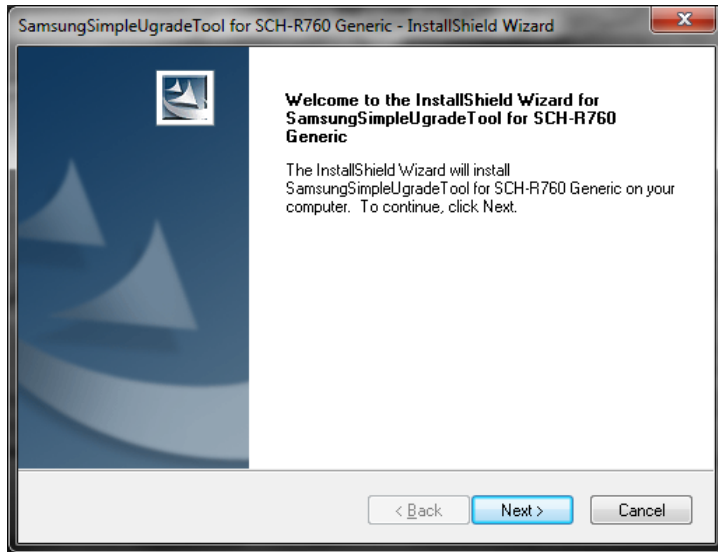 SamsungSimpleUgradeTool for SCH-R760 Generic - InstallShield Wizard
Welcome to the InstallShield Wizard for
SamsungSimpleUgradeTool for SCH-R760
Generic
The InstallShield Wizard will install
SamsungSimpleUgradeTool for SCH-R760 Generic on your
computer.  To continue, click Next.
< Back
Next >
Cancel